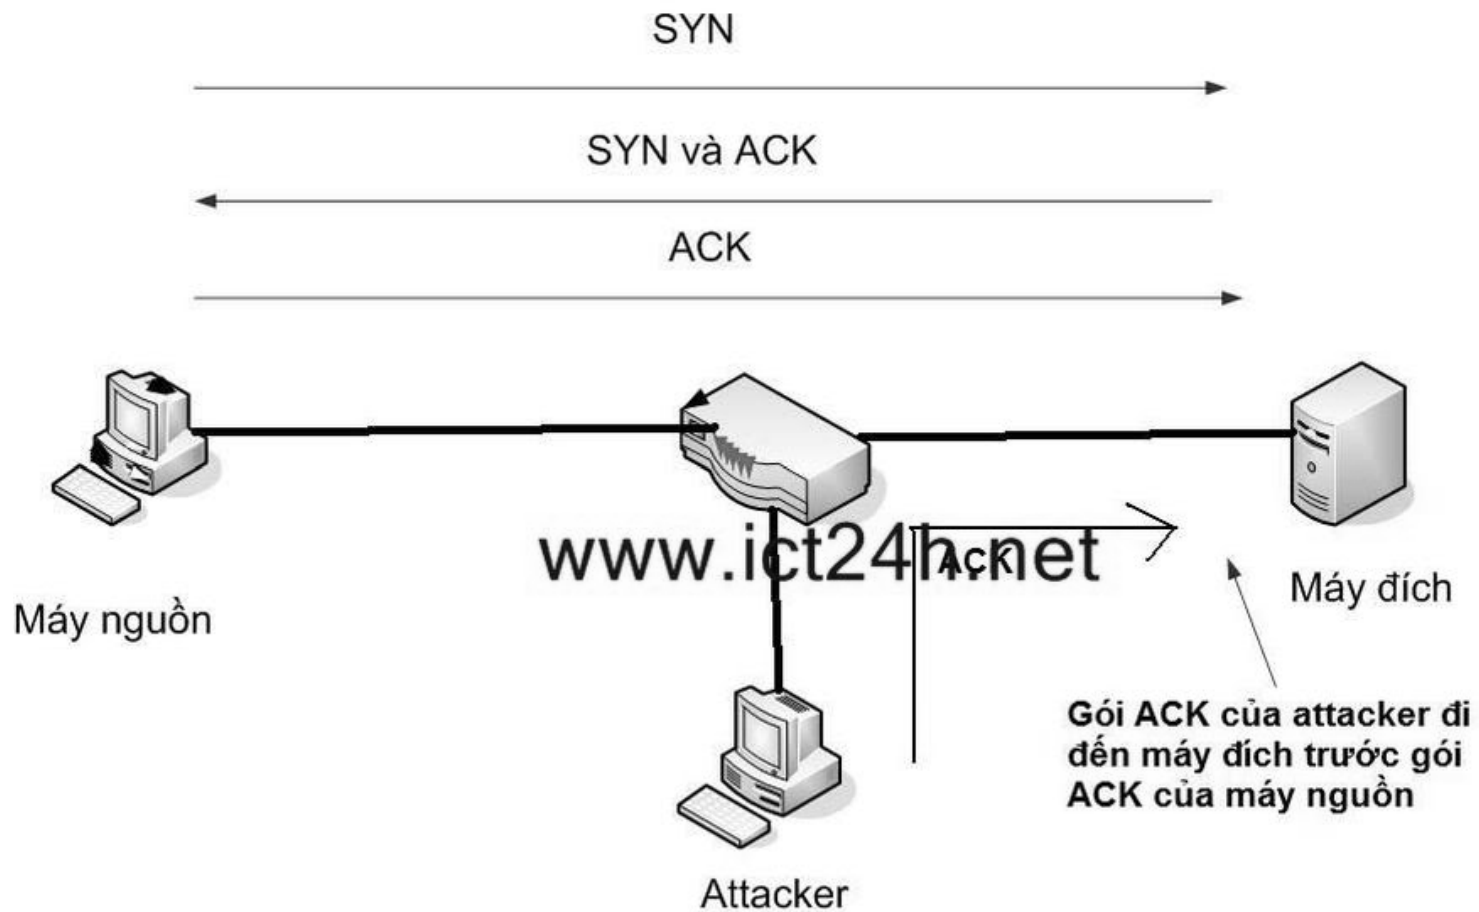 SYN
SYN và ACK
ACK
www.ict24h.net
ACK
Máy nguồn
Máy đích
Gói ACK của attacker đi
đến máy đích trước gói
ACK của máy nguồn
Attacker